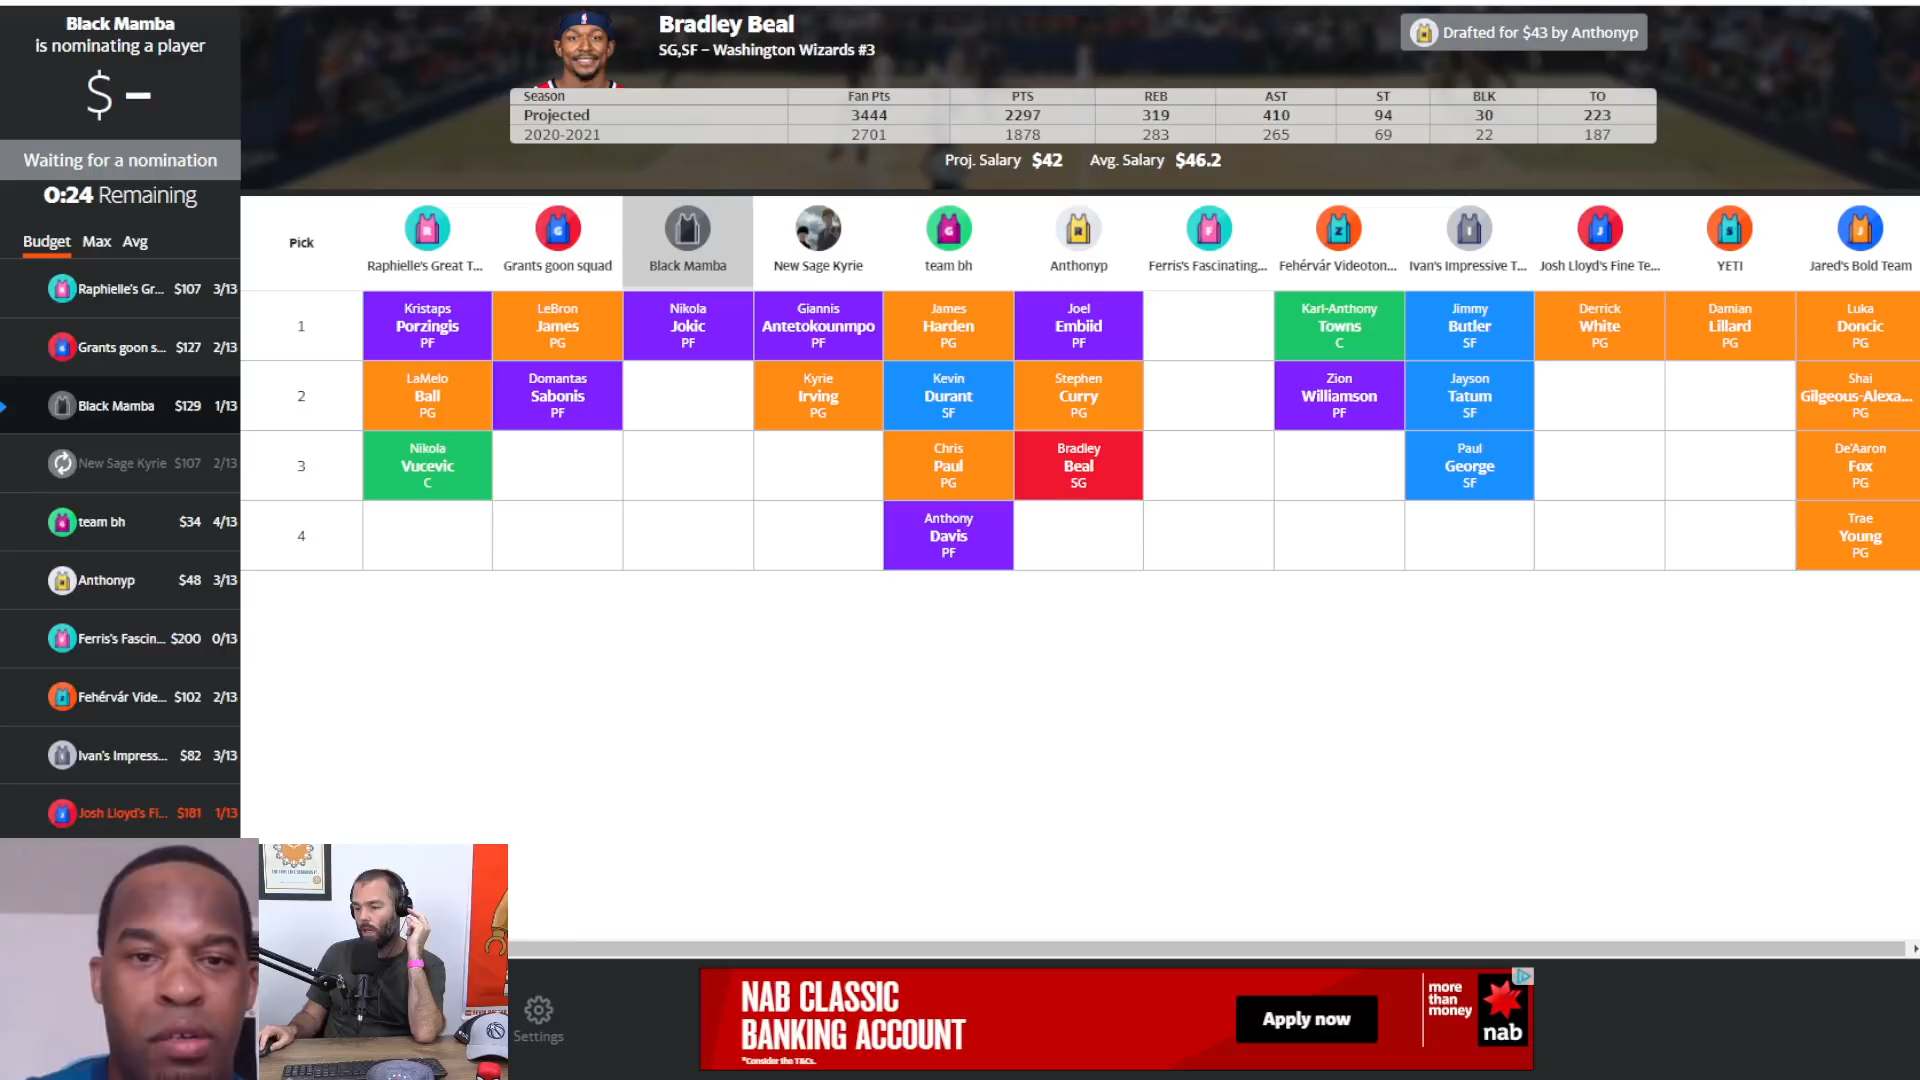 Black Mamba
is nominating a player
$ –
Waiting for a nomination
0:24 Remaining
Budget Max Avg
Raphielle's Gr... $107 3/13
Grants goon s... $127 2/13
Black Mamba $129 1/13
New Sage Kyrie $107 2/13
team bh $34 4/13
Anthonyp $48 3/13
Ferris's Fascin... $200 0/13
Fehérvár Vide... $102 2/13
Ivan's Impress... $82 3/13
Josh Lloyd's Fi... $181 1/13
Bradley Beal
SG,SF – Washington Wizards #3
Drafted for $43 by Anthonyp
Season Fan Pts PTS REB AST ST BLK TO
Projected 3444 2297 319 410 94 30 223
2020-2021 2701 1878 283 265 69 22 187
Proj. Salary $42 Avg. Salary $46.2
Pick Raphielle's Great T... Grants goon squad Black Mamba New Sage Kyrie team bh Anthonyp Ferris's Fascinating... Fehérvár Videoton... Ivan's Impressive T... Josh Lloyd's Fine Te... YETI Jared's Bold Team
Kristaps LeBron Nikola Giannis James Joel Karl-Anthony Jimmy Derrick Damian Luka
1 Porzingis James Jokic Antetokounmpo Harden Embiid Towns Butler White Lillard Doncic
PF PG PF PF PG PF C SF PG PG PG
LaMelo Domantas Kyrie Kevin Stephen Zion Jayson Shai
2 Ball Sabonis Irving Durant Curry Williamson Tatum Gilgeous-Alexa...
PG PF PG SF PG PF SF PG
Nikola Chris Bradley Paul De'Aaron
3 Vucevic Paul Beal George Fox
C PG SG SF PG
Anthony Trae
4 Davis Young
PF PG
Settings
NAB CLASSIC
BANKING ACCOUNT
*Consider the T&Cs.
Apply now
more
than
money
nab